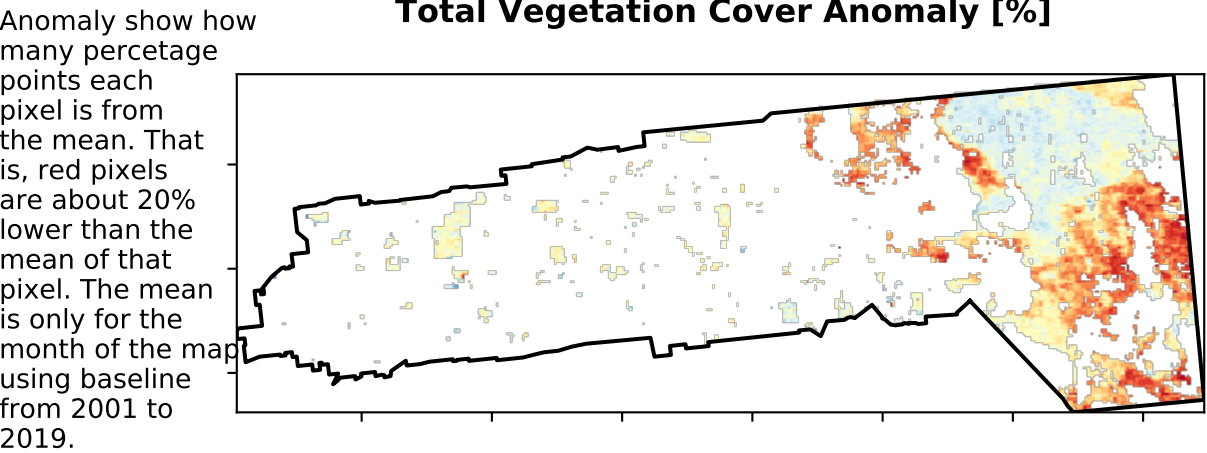 Total Vegetation Cover Anomaly [%]
Anomaly show how
many percetage
points each
pixel is from
the mean. That
is, red pixels
are about 20%
lower than the
mean of that
pixel. The mean
is only for the
month of the map
using baseline
from 2001 to
2019.